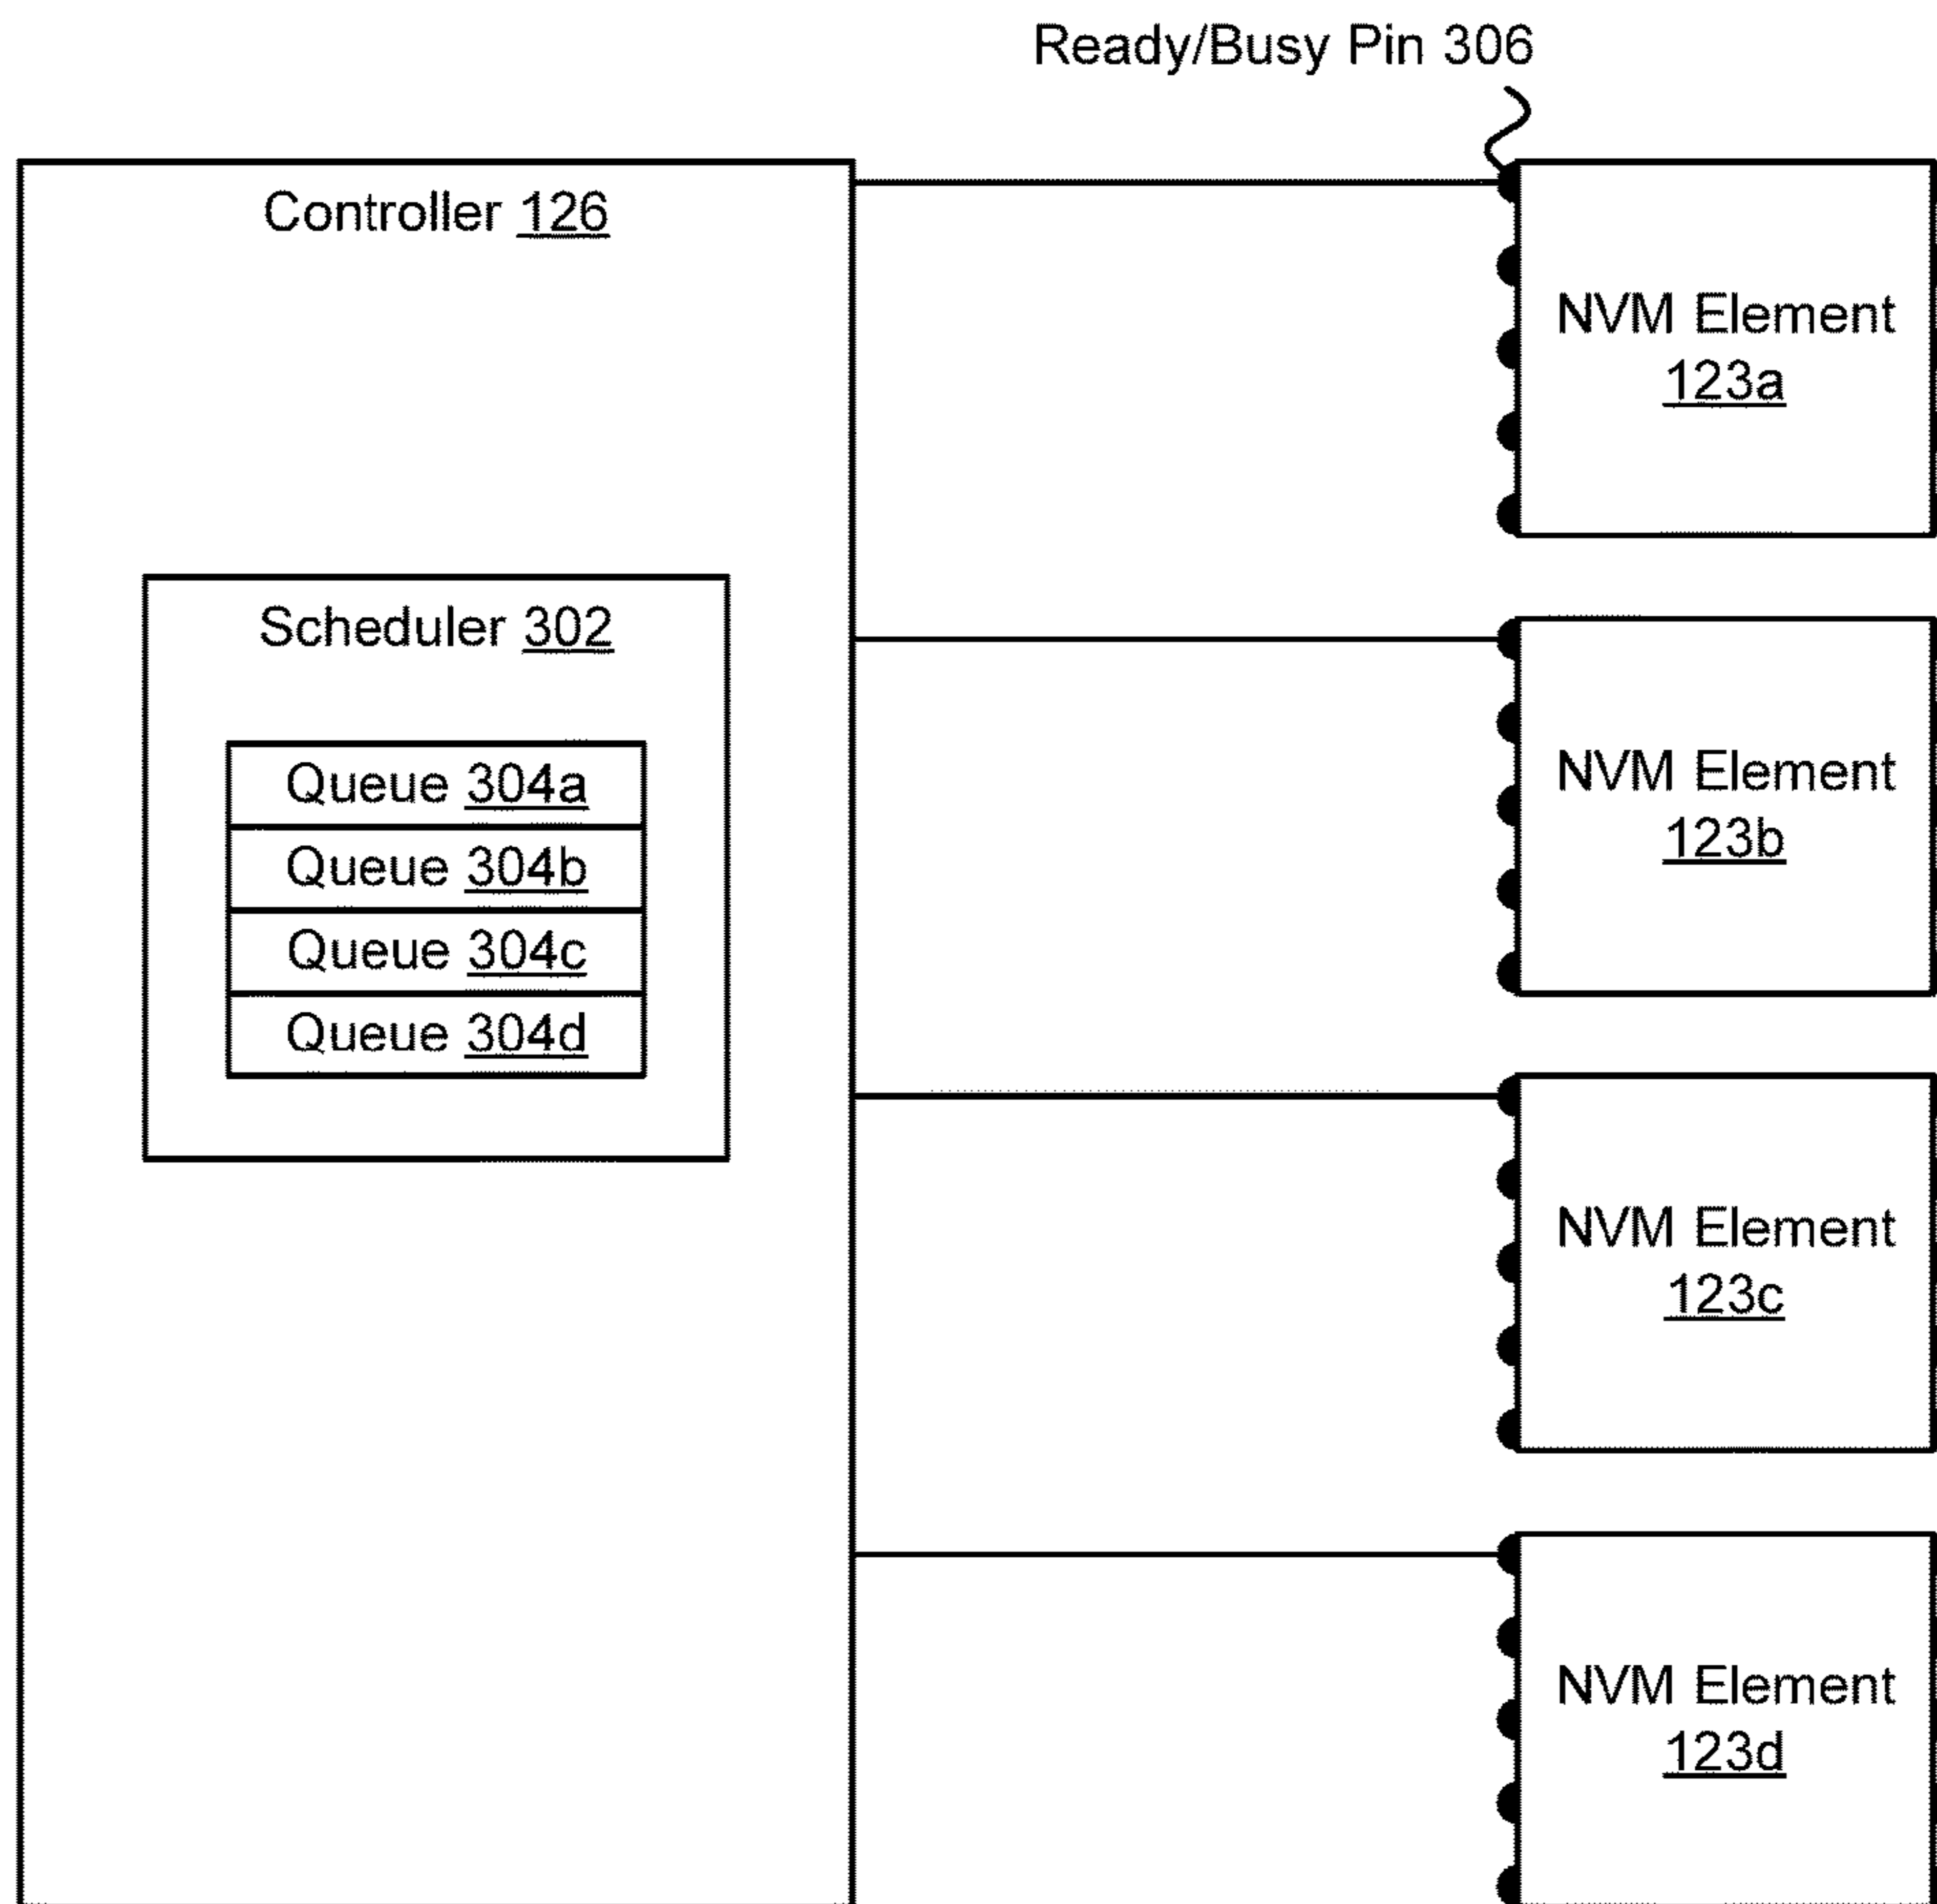 Ready/Busy Pin 306
Controller 126
Scheduler 302
Queue 304a
Queue 304b
Queue 304c
Queue 304d
NVM Element
123a
NVM Element
123b
NVM Element
123c
NVM Element
123d